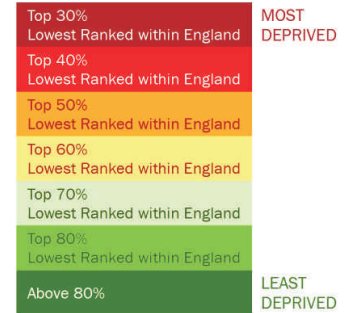 Top 30%
Lowest Ranked within England
MOST
DEPRIVED
Top 40%
Lowest Ranked within England
Top 50%
Lowest Ranked within England
Top 60%
Lowest Ranked within England
Top 70%
Lowest Ranked within England
Top 80%
Lowest Ranked within England
Above 80%
LEAST
DEPRIVED